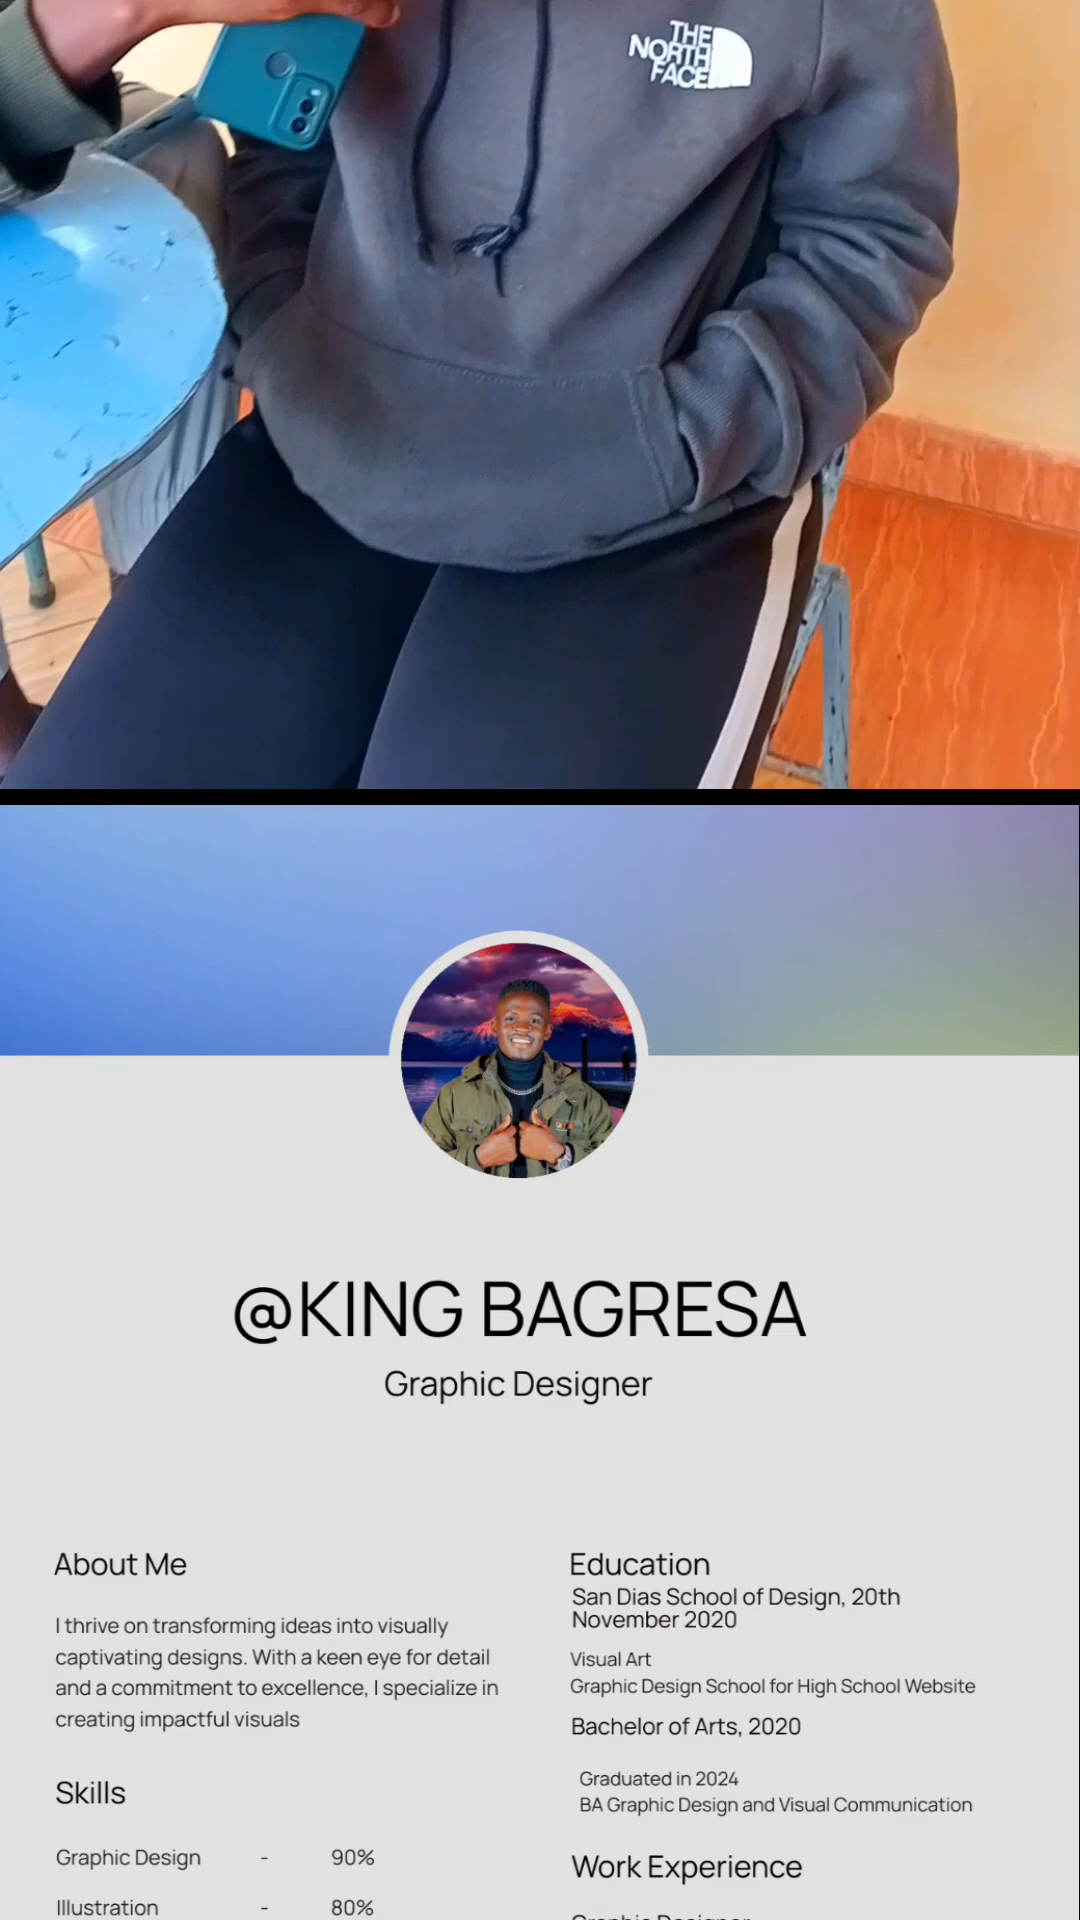 THE
NORTH
FACE
@KING BAGRESA
Graphic Designer
About Me
I thrive on transforming ideas into visually
captivating designs. With a keen eye for detail
and a commitment to excellence, I specialize in
creating impactful visuals
Skills
Graphic Design - 90%
Illustration - 80%
Education
San Dias School of Design, 20th
November 2020
Visual Art
Graphic Design School for High School Website
Bachelor of Arts, 2020
Graduated in 2024
BA Graphic Design and Visual Communication
Work Experience